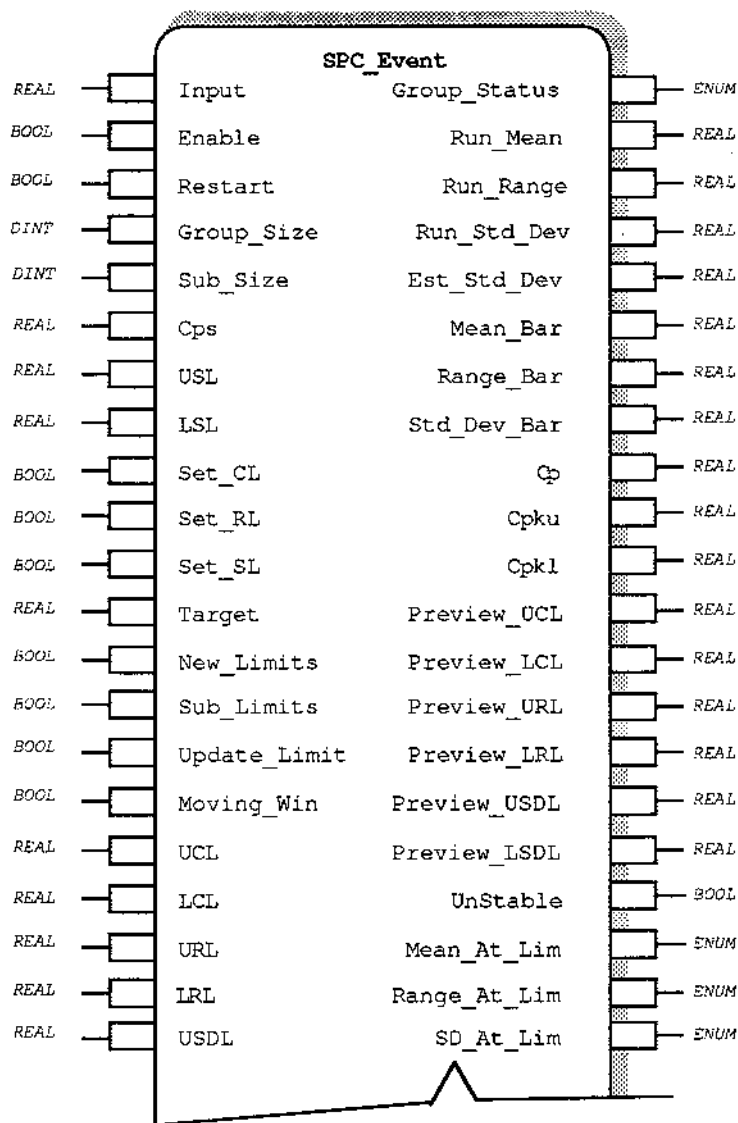 SPC_Event
REAL Input Group_Status ENUM
BOOL Enable Run_Mean REAL
BOOL Restart Run_Range REAL
DINT Group_Size Run_Std_Dev REAL
DINT Sub_Size Est_Std_Dev REAL
REAL Cps Mean_Bar REAL
REAL USL Range_Bar REAL
REAL LSL Std_Dev_Bar REAL
BOOL Set_CL Cp REAL
BOOL Set_RL Cpku REAL
BOOL Set_SL Cpkl REAL
REAL Target Preview_UCL REAL
BOOL New_Limits Preview_LCL REAL
BOOL Sub_Limits Preview_URL REAL
BOOL Update_Limit Preview_LRL REAL
BOOL Moving_Win Preview_USDL REAL
REAL UCL Preview_LSDL REAL
REAL LCL UnStable BOOL
REAL URL Mean_At_Lim ENUM
REAL LRL Range_At_Lim ENUM
REAL USDL SD_At_Lim ENUM